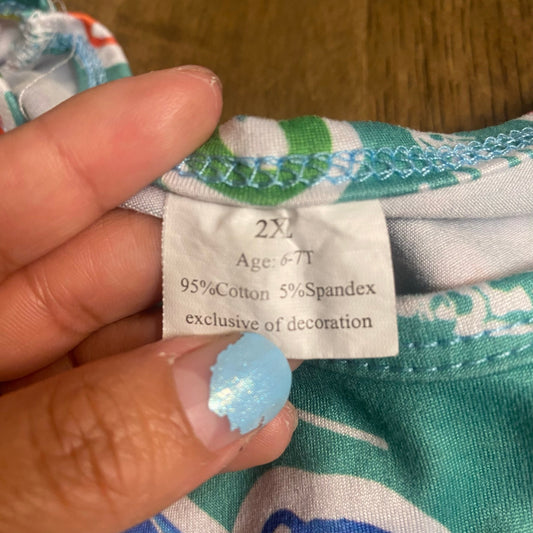 2XL
Age: 6-7T
95%Cotton 5%Spandex
exclusive of decoration